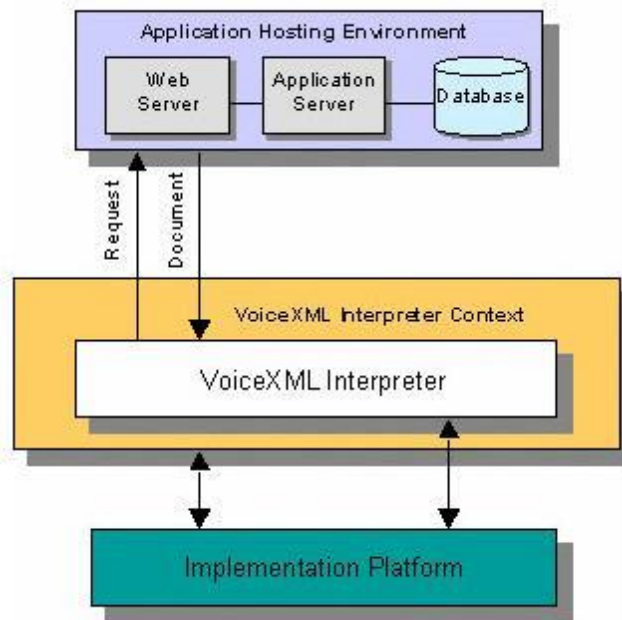 Application Hosting Environment
Web
Server
Application
Server
Database
Request
Document
VoiceXML Interpreter Context
VoiceXML Interpreter
Implementation Platform